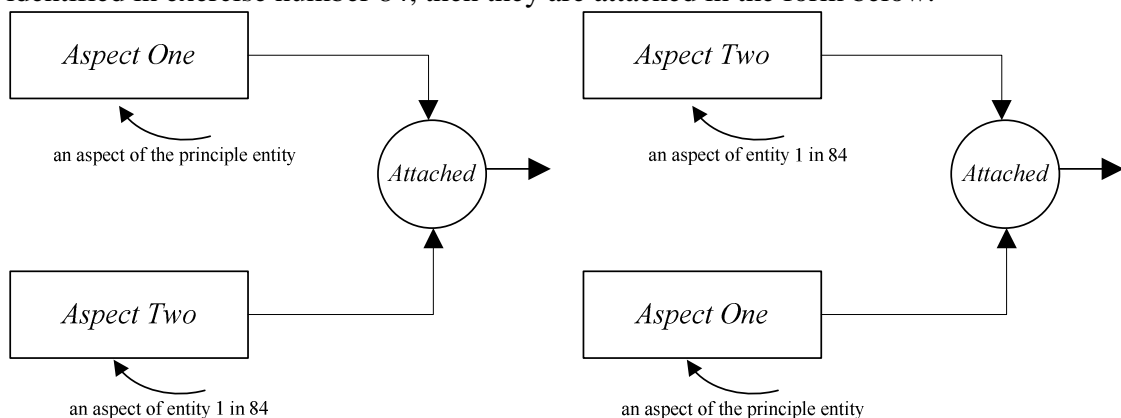 identified in exercise number 84, then they are attached in the form below.
Aspect One
an aspect of the principle entity
Attached
Aspect Two
an aspect of entity 1 in 84
Aspect Two
an aspect of entity 1 in 84
Attached
Aspect One
an aspect of the principle entity